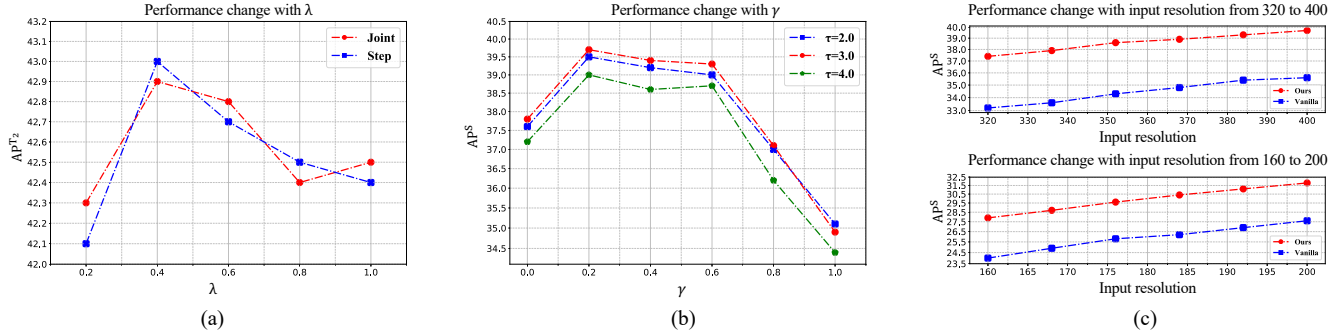 Performance change with λ
43.2
43.1
43.0
42.9
42.8
42.7
42.6
42.5
42.4
42.3
42.2
42.1
42.0
AP^T₂
Joint
Step
0.2
0.4
0.6
0.8
1.0
λ
(a)
Performance change with γ
40.5
40.0
39.5
39.0
38.5
37.5
37.0
36.5
36.0
35.0
34.5
AP^S
τ=2.0
τ=3.0
τ=4.0
0.0
0.2
0.4
0.6
0.8
1.0
γ
(b)
Performance change with input resolution from 320 to 400
40.0
39.0
38.0
37.0
36.0
35.0
34.0
33.0
AP^S
Ours
Vanilla
320
330
340
350
360
370
380
390
400
Input resolution
Performance change with input resolution from 160 to 200
32.5
31.5
30.5
29.5
28.5
27.5
26.5
25.5
24.5
23.5
AP^S
Ours
Vanilla
160
165
170
175
180
185
190
195
200
Input resolution
(c)